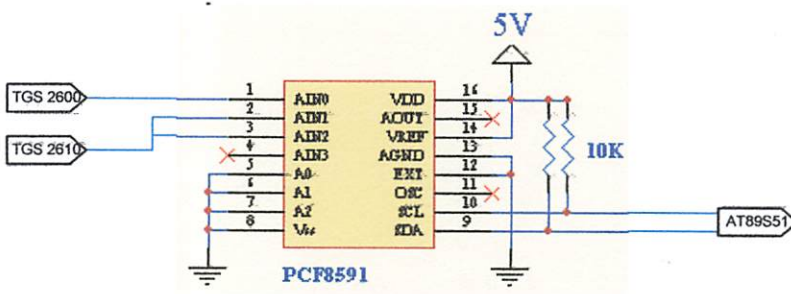 5V
TGS 2600
TGS 2610
1 AIN0
2 AIN1
3 AIN2
4 AIN3
5 A0
6 A1
7 A2
8 Vss
VDD 16
AOUT 15
VREF 14
AGND 13
EXT 12
OSC 11
SCL 10
SDA 9
10K
AT89S51
PCF8591